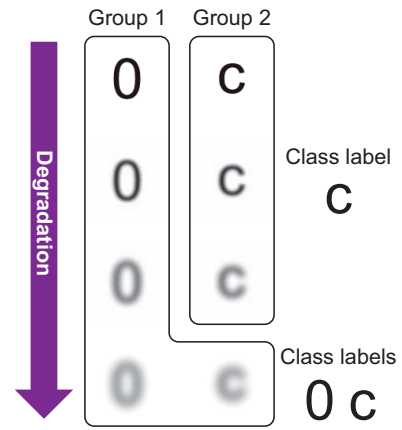 Group 1 Group 2
0 c
Degradation
0 c
Class label
c
0 c
Class labels
0 c
0 c